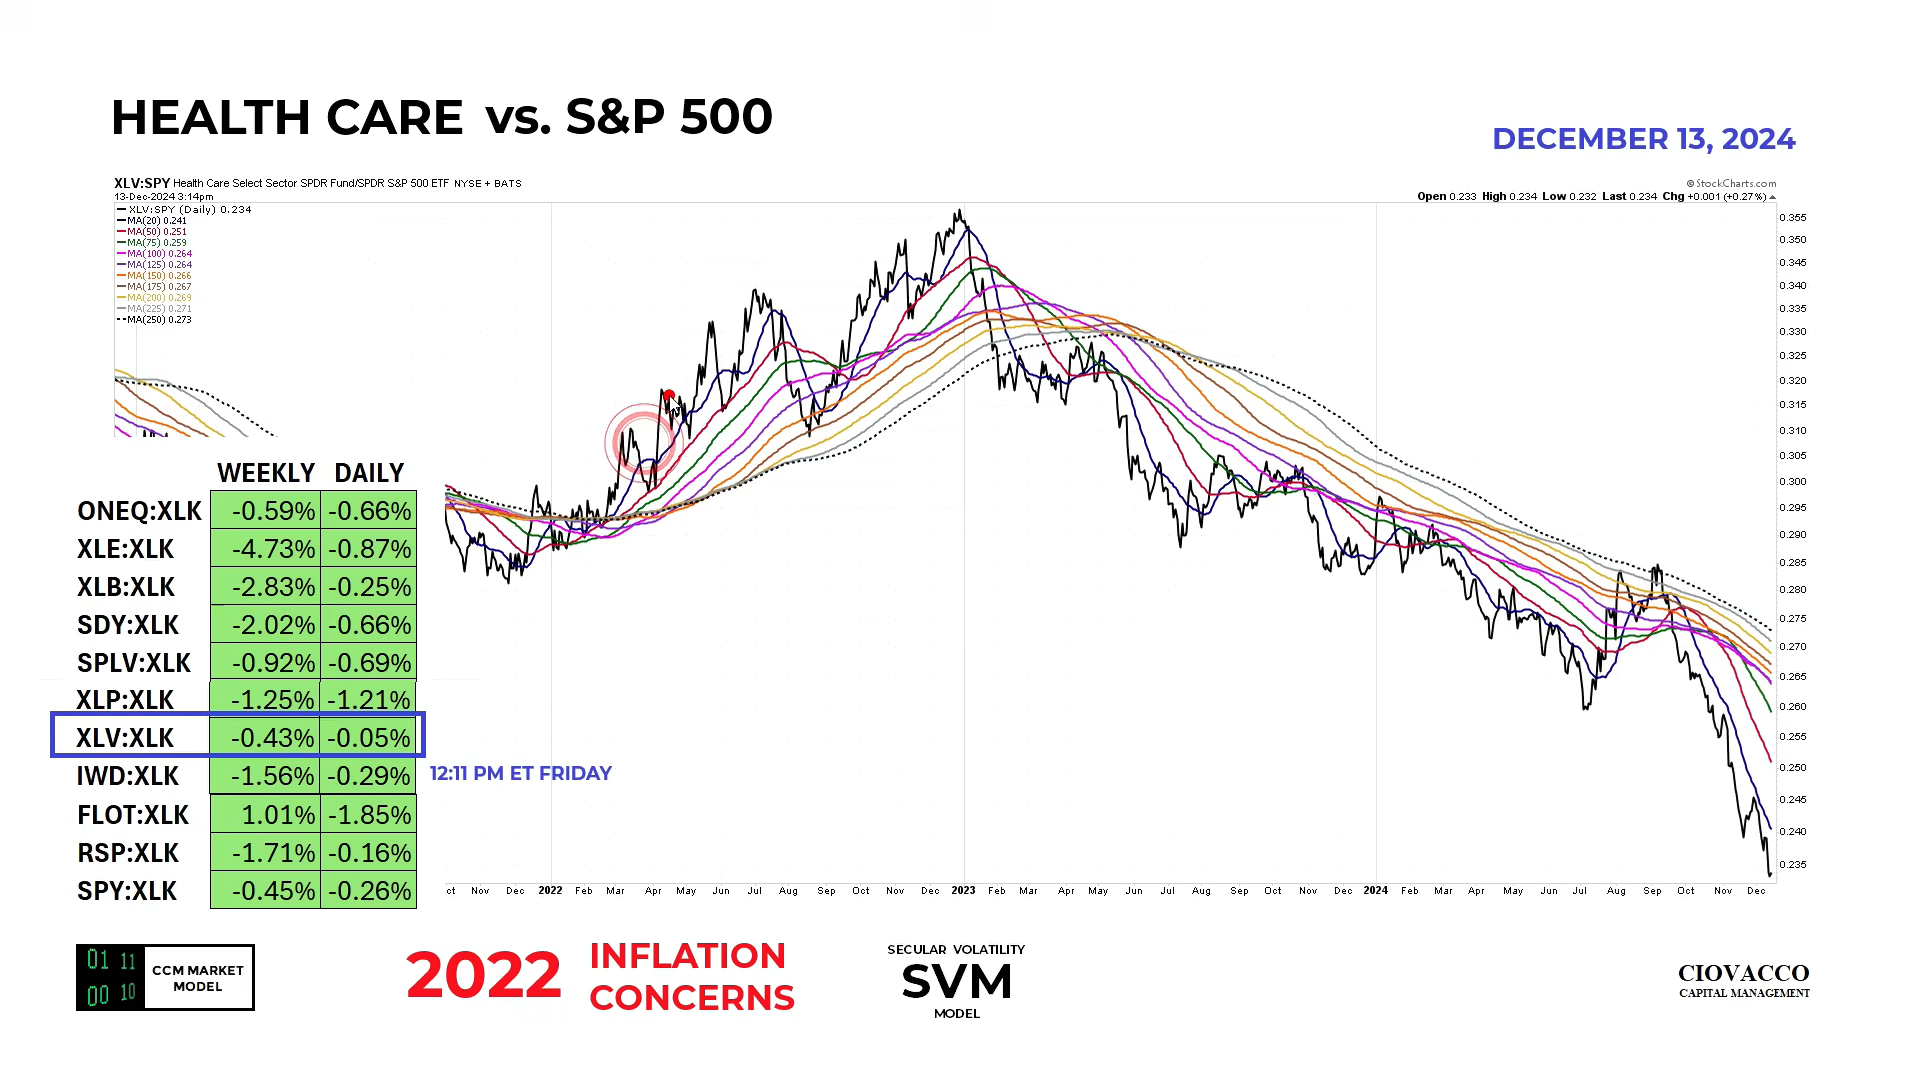 HEALTH CARE vs. S&P 500
DECEMBER 13, 2024
XLV:SPY Health Care Select Sector SPDR Fund/SPDR S&P 500 ETF NYSE + BATS
© StockCharts.com
13-Dec-2024 3:14pm
Open 0.233 High 0.234 Low 0.232 Last 0.234 Chg +0.001 (+0.27%)
XLV:SPY (Daily) 0.234
MA(20) 0.241
MA(50) 0.251
MA(75) 0.259
MA(100) 0.264
MA(125) 0.264
MA(150) 0.266
MA(175) 0.267
MA(200) 0.269
MA(225) 0.271
MA(250) 0.273
0.355
0.350
0.345
0.340
0.335
0.330
0.325
0.320
0.315
0.310
0.305
0.300
0.295
0.290
0.285
0.280
0.275
0.270
0.265
0.260
0.255
0.250
0.245
0.240
0.235
WEEKLY DAILY
ONEQ:XLK -0.59% -0.66%
XLE:XLK -4.73% -0.87%
XLB:XLK -2.83% -0.25%
SDY:XLK -2.02% -0.66%
SPLV:XLK -0.92% -0.69%
XLP:XLK -1.25% -1.21%
XLV:XLK -0.43% -0.05%
IWD:XLK -1.56% -0.29%
FLOT:XLK 1.01% -1.85%
RSP:XLK -1.71% -0.16%
SPY:XLK -0.45% -0.26%
12:11 PM ET FRIDAY
ct Nov Dec 2022 Feb Mar Apr May Jun Jul Aug Sep Oct Nov Dec 2023 Feb Mar Apr May Jun Jul Aug Sep Oct Nov Dec 2024 Feb Mar Apr May Jun Jul Aug Sep Oct Nov Dec
01 11
00 10
CCM MARKET
MODEL
2022
INFLATION
CONCERNS
SECULAR VOLATILITY
SVM
MODEL
CIOVACCO
CAPITAL MANAGEMENT